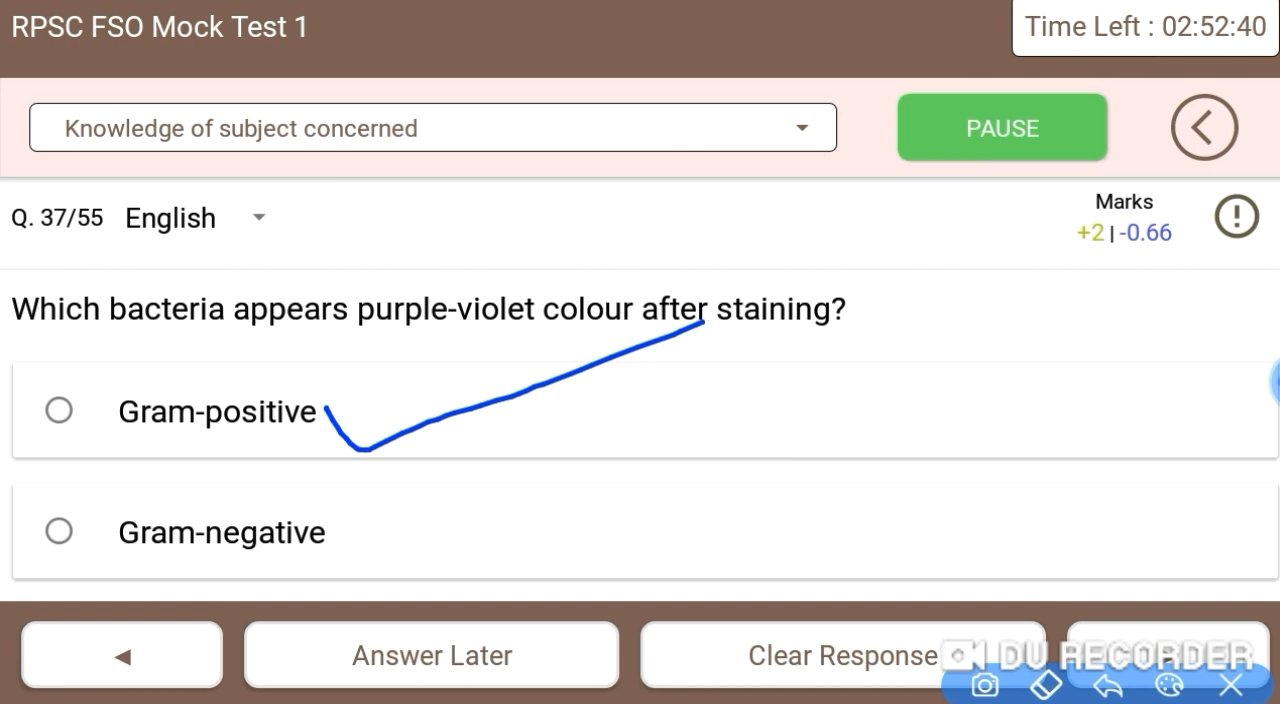 RPSC FSO Mock Test 1
Time Left : 02:52:40
Knowledge of subject concerned
PAUSE
Q. 37/55 English
Marks
+2 | -0.66
Which bacteria appears purple-violet colour after staining?
Gram-positive
Gram-negative
Answer Later
Clear Response
DU RECORDER